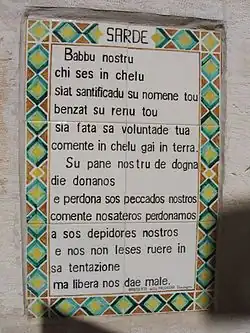 SARDE
Babbu nostru
chi ses in chelu
siat santificadu su nomene tou
benzat su renu tou
sia fata sa voluntade tua
comente in chelu gai in terra.
Su pane nostru de dogna
die donanos
e perdona sos peccados nostros
comente nosateros perdonamos
a sos depidores nostros
e nos non leses ruere in
sa tentazione
ma libera nos dae male.